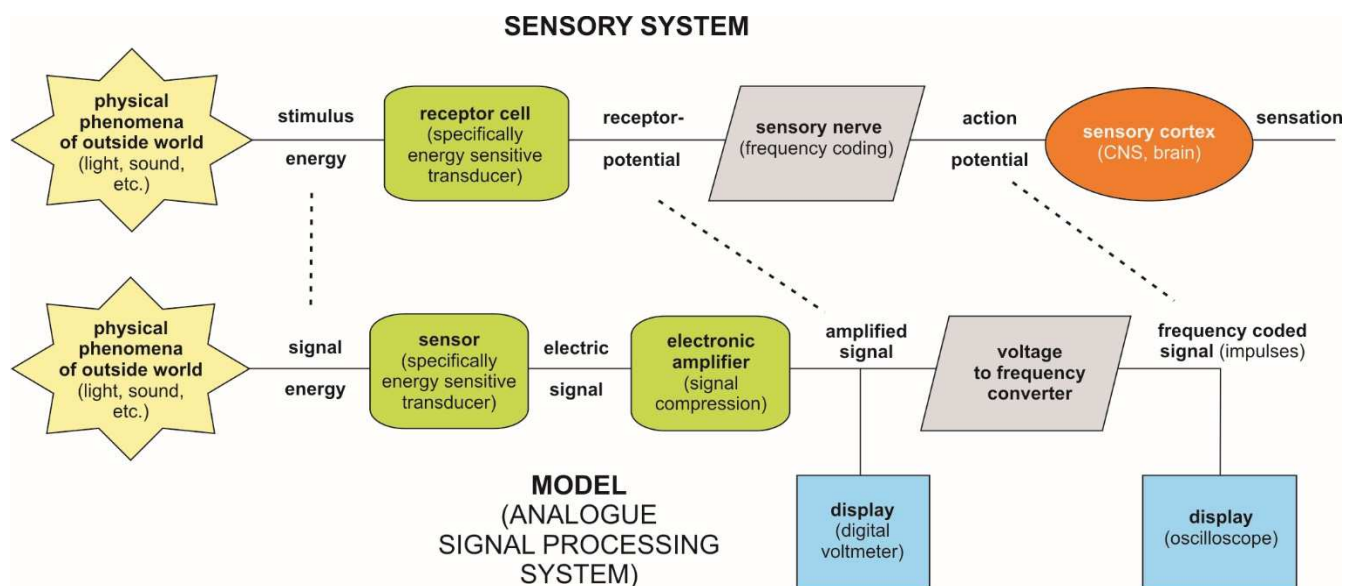 SENSORY SYSTEM
physical
phenomena
of outside world
(light, sound,
etc.)
stimulus
energy
receptor cell
(specifically
energy sensitive
transducer)
receptor-
potential
sensory nerve
(frequency coding)
action
potential
sensory cortex
(CNS, brain)
sensation
physical
phenomena
of outside world
(light, sound,
etc.)
signal
energy
sensor
(specifically
energy sensitive
transducer)
electric
signal
electronic
amplifier
(signal
compression)
amplified
signal
voltage
to frequency
converter
frequency coded
signal (impulses)
MODEL
(ANALOGUE
SIGNAL PROCESSING
SYSTEM)
display
(digital
voltmeter)
display
(oscilloscope)